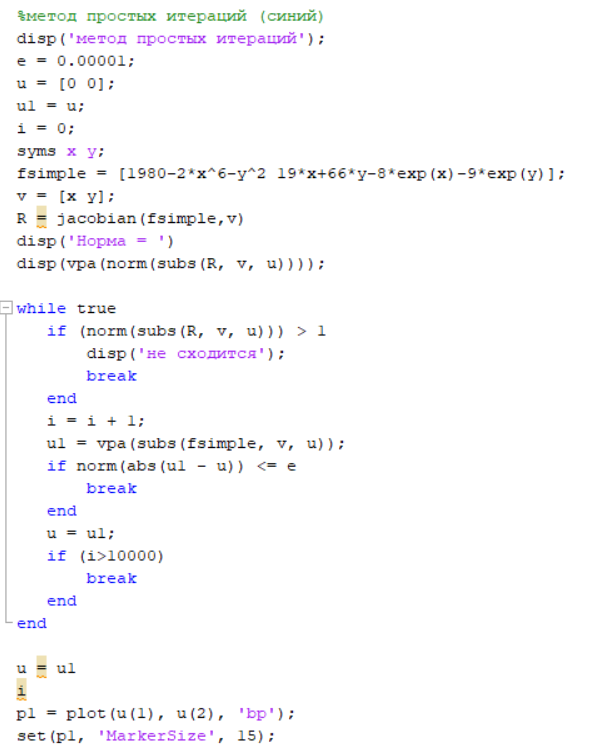 %метод простых итераций (синий)
disp('метод простых итераций');
e = 0.00001;
u = [0 0];
u1 = u;
i = 0;
syms x y;
fsimple = [1980-2*x^6-y^2 19*x+66*y-8*exp(x)-9*exp(y)];
v = [x y];
R = jacobian(fsimple,v)
disp('Норма = ')
disp(vpa(norm(subs(R, v, u))));
while true
if (norm(subs(R, v, u))) > 1
disp('не сходится');
break
end
i = i + 1;
u1 = vpa(subs(fsimple, v, u));
if norm(abs(u1 - u)) <= e
break
end
u = u1;
if (i>10000)
break
end
end
u = u1
i
p1 = plot(u(1), u(2), 'bp');
set(p1, 'MarkerSize', 15);